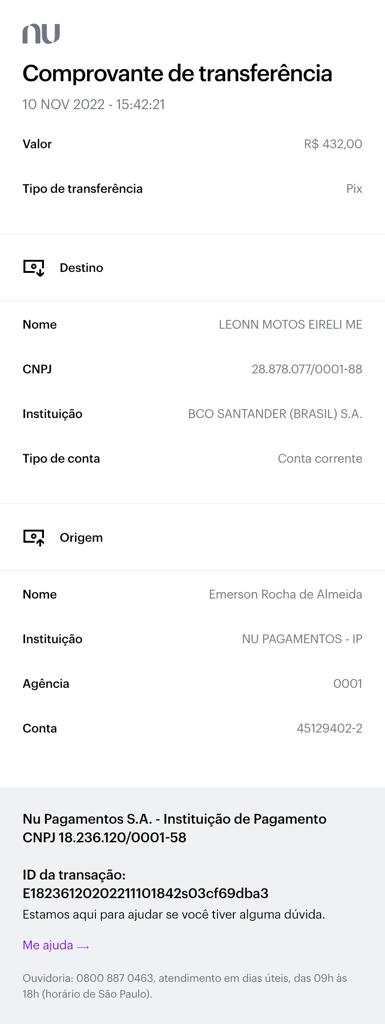 nu
Comprovante de transferência
10 NOV 2022 - 15:42:21
Valor R$ 432,00
Tipo de transferência Pix
Destino
Nome LEONN MOTOS EIRELI ME
CNPJ 28.878.077/0001-88
Instituição BCO SANTANDER (BRASIL) S.A.
Tipo de conta Conta corrente
Origem
Nome Emerson Rocha de Almeida
Instituição NU PAGAMENTOS - IP
Agência 0001
Conta 45129402-2
Nu Pagamentos S.A. - Instituição de Pagamento
CNPJ 18.236.120/0001-58
ID da transação:
E18236120202211101842s03cf69dba3
Estamos aqui para ajudar se você tiver alguma dúvida.
Me ajuda →
Ouvidoria: 0800 887 0463, atendimento em dias úteis, das 09h às
18h (horário de São Paulo).